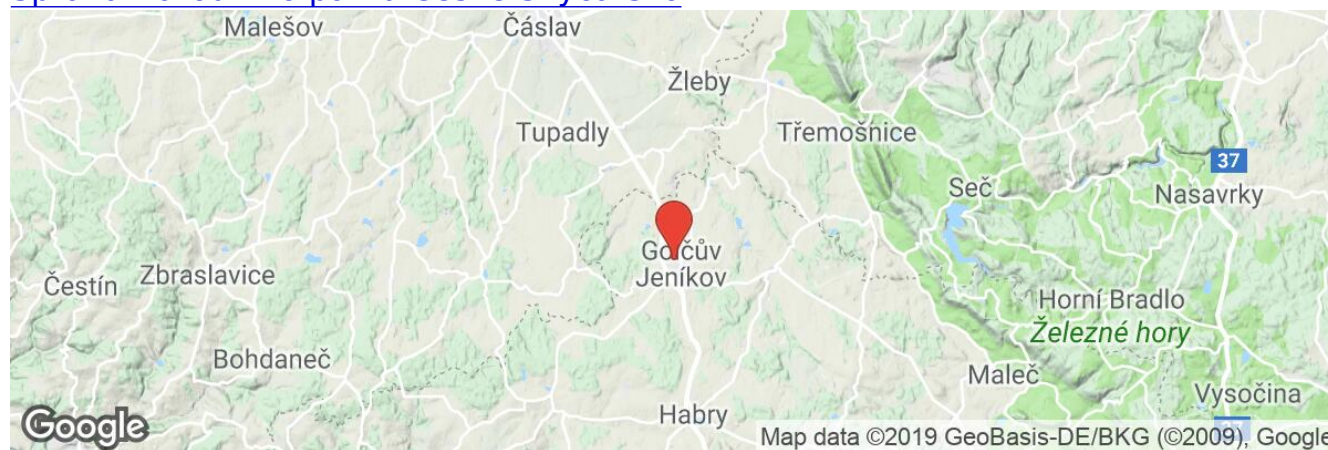 Malešov
Čáslav
Žleby
Tupadly
Třemošnice
37
Seč
Nasavrky
Golčův
Jeníkov
Zbraslavice
Čestín
Horní Bradlo
Železné hory
Bohdaneč
Maleč
Vysočina
Habry
37
Google
Map data ©2019 GeoBasis-DE/BKG (©2009), Google